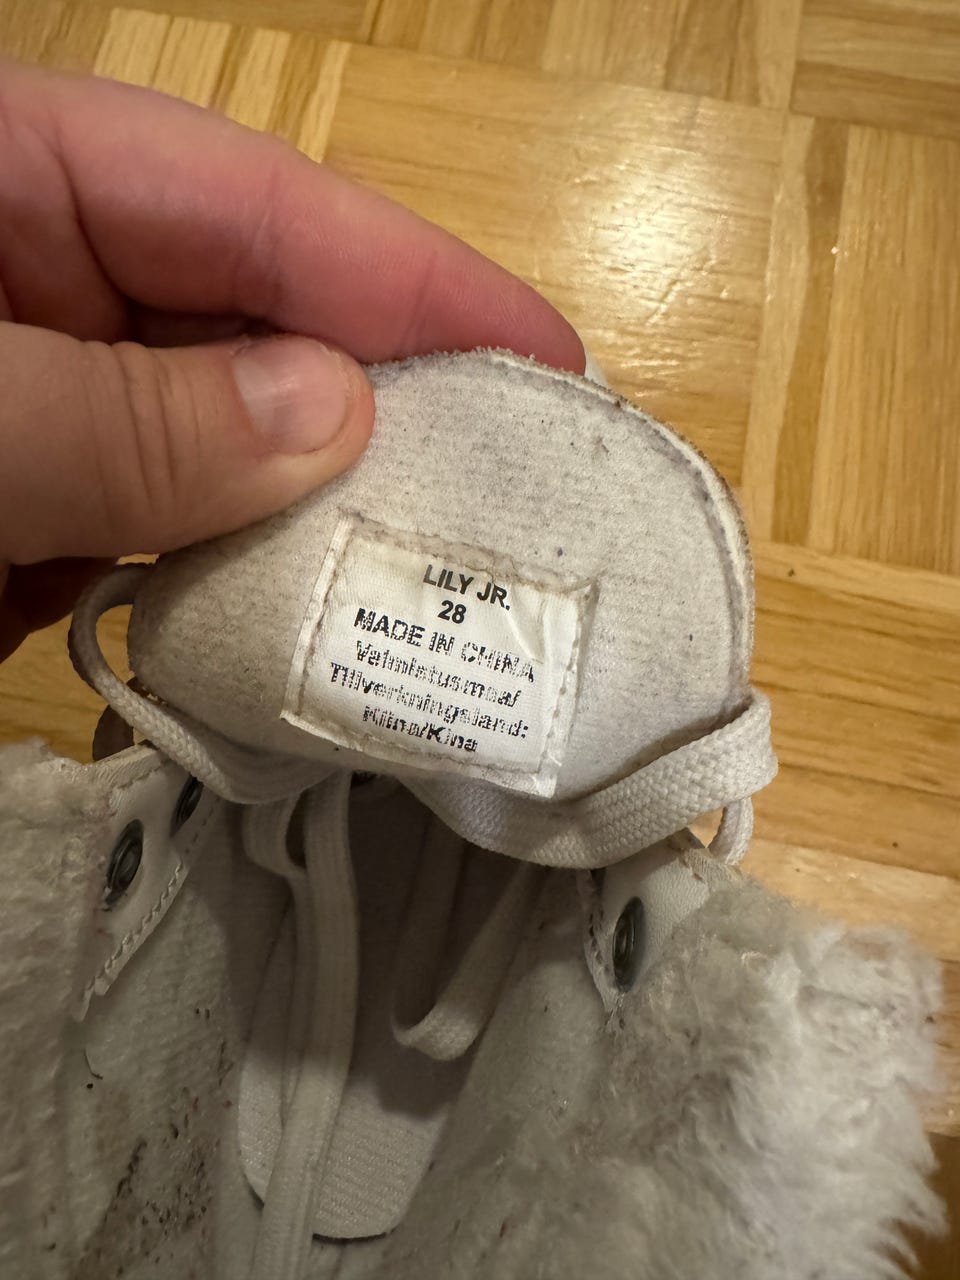 LILY JR.
28
MADE IN CHINA
Valmistusmaa/
Tillverkningsland:
Kiina/Kina